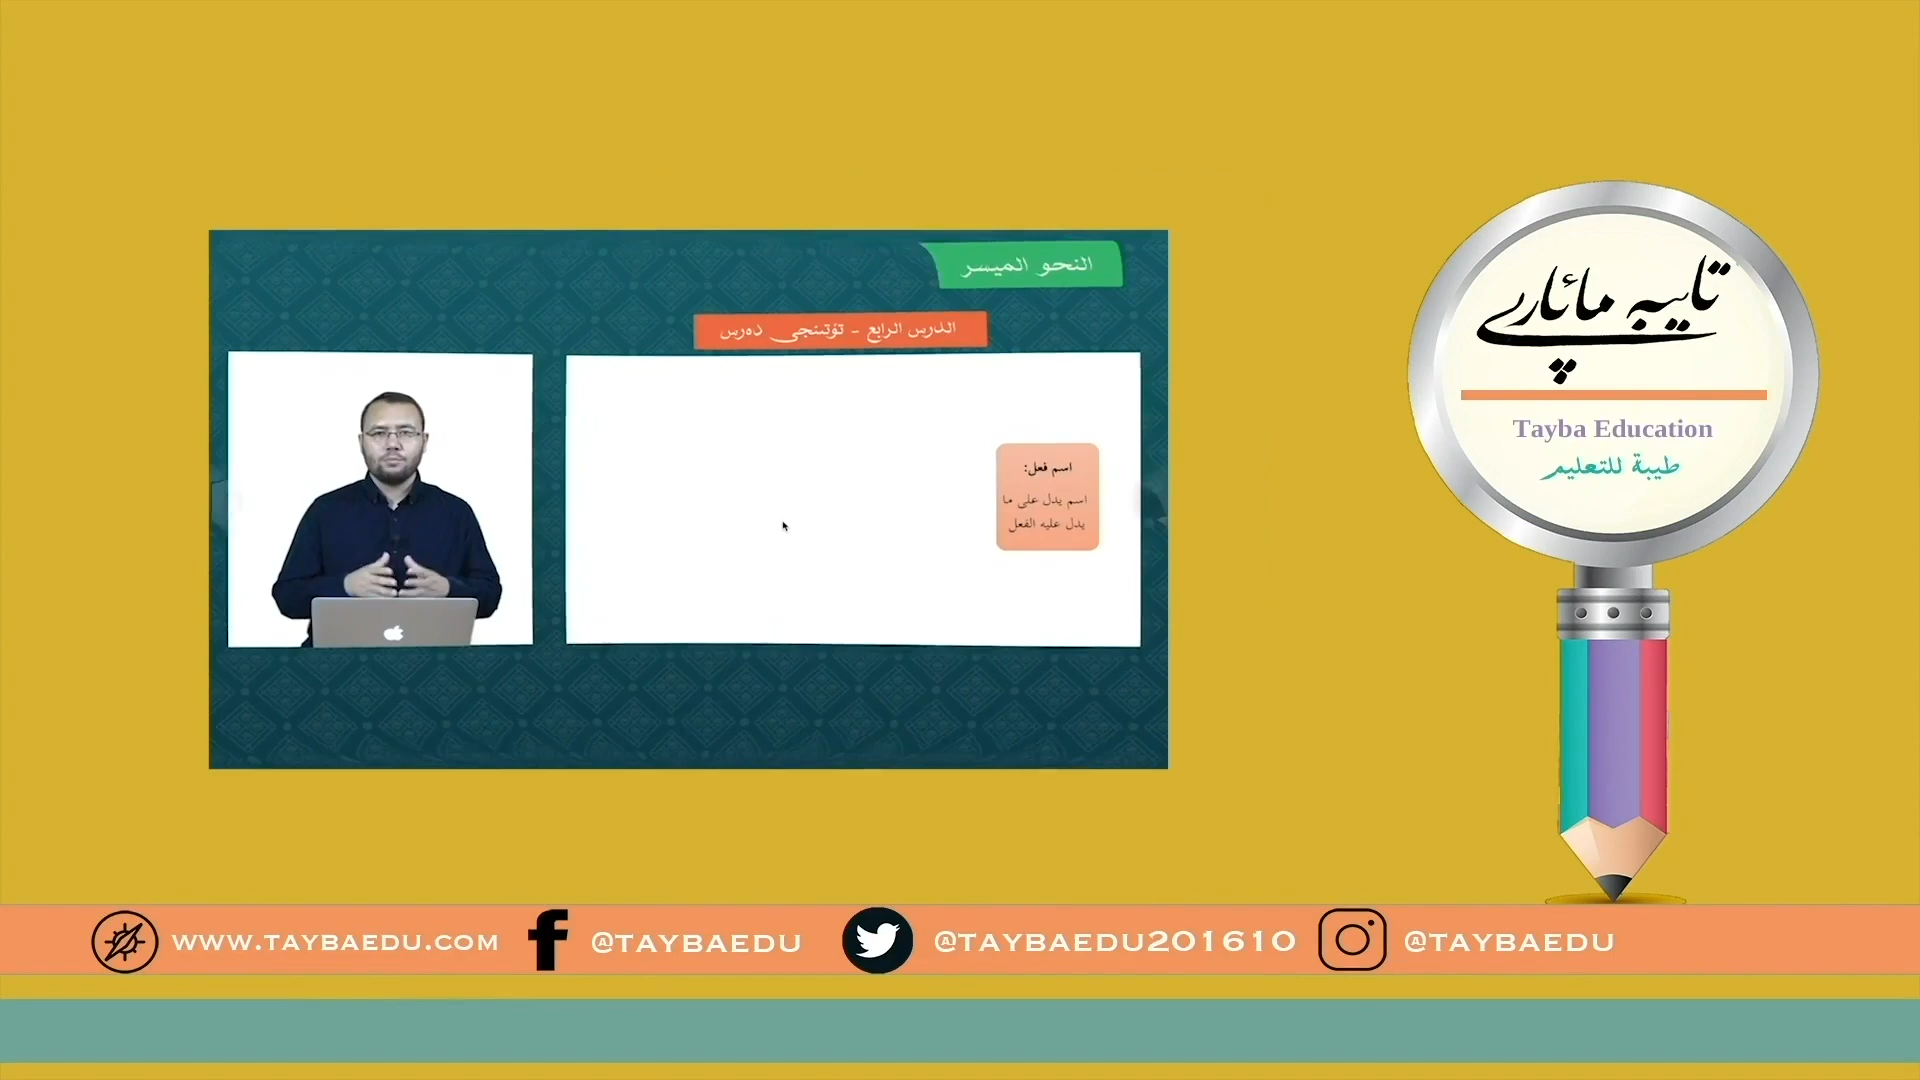 النحو الميسر
الدرس الرابع - تۆتىنجى دەرس
اسم فعل:
اسم يدل على ما
يدل عليه الفعل
تايبە مائارى
Tayba Education
طيبة للتعليم
WWW.TAYBAEDU.COM
@TAYBAEDU
@TAYBAEDU201610
@TAYBAEDU